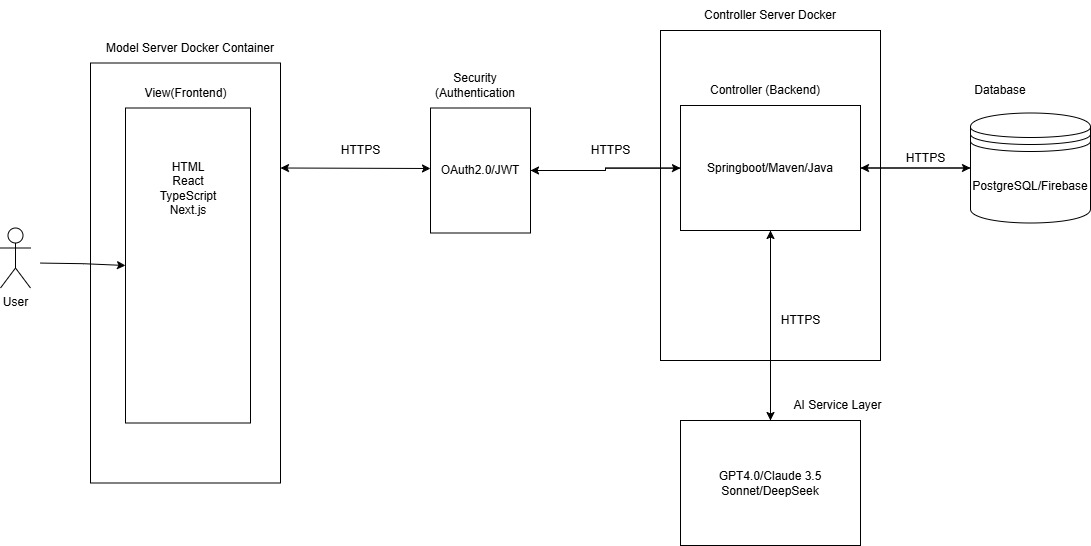 Controller Server Docker
Model Server Docker Container
Security
(Authentication
View(Frontend)
Controller (Backend)
Database
HTTPS
HTTPS
HTTPS
HTML
React
TypeScript
Next.js
OAuth2.0/JWT
Springboot/Maven/Java
PostgreSQL/Firebase
User
HTTPS
AI Service Layer
GPT4.0/Claude 3.5
Sonnet/DeepSeek